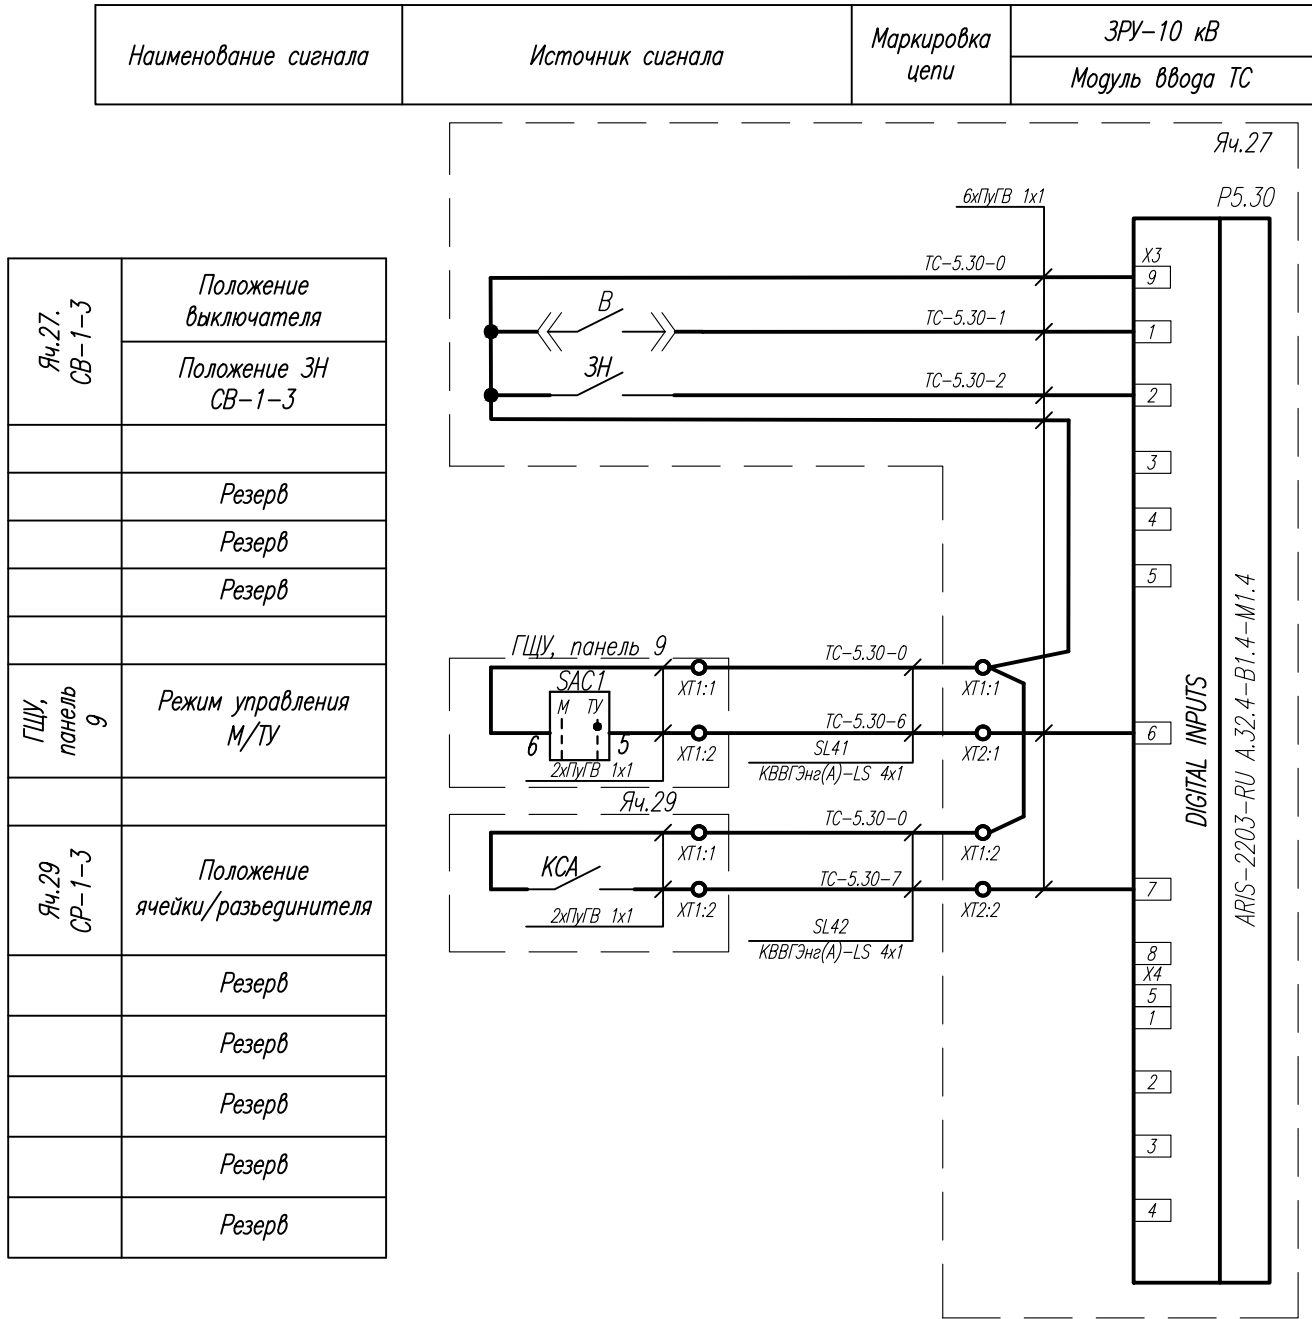 Наименование сигнала
Источник сигнала
Маркировка
цепи
ЗРУ-10 кВ
Модуль ввода ТС
Яч.27
Р5.30
6хПуГВ 1х1
Яч.27.
СВ-1-3
Положение
выключателя
Положение ЗН
СВ-1-3
Резерв
Резерв
Резерв
ГЩУ,
панель
9
Режим управления
М/ТУ
Яч.29
СР-1-3
Положение
ячейки/разъединителя
Резерв
Резерв
Резерв
Резерв
Резерв
ТС-5.30-0
В
ТС-5.30-1
ЗН
ТС-5.30-2
ГЩУ, панель 9
SAC1
М ТУ
6 5
2хПуГВ 1х1
ХТ1:1
ХТ1:2
ТС-5.30-0
ТС-5.30-6
SL41
КВВГЭнг(А)-LS 4х1
ХТ1:1
ХТ2:1
Яч.29
КСА
2хПуГВ 1х1
ХТ1:1
ХТ1:2
ТС-5.30-0
ТС-5.30-7
SL42
КВВГЭнг(А)-LS 4х1
ХТ1:2
ХТ2:2
Х3
9
1
2
3
4
5
6
7
8
Х4
5
1
2
3
4
DIGITAL INPUTS
ARIS-2203-RU A.32.4-B1.4-M1.4